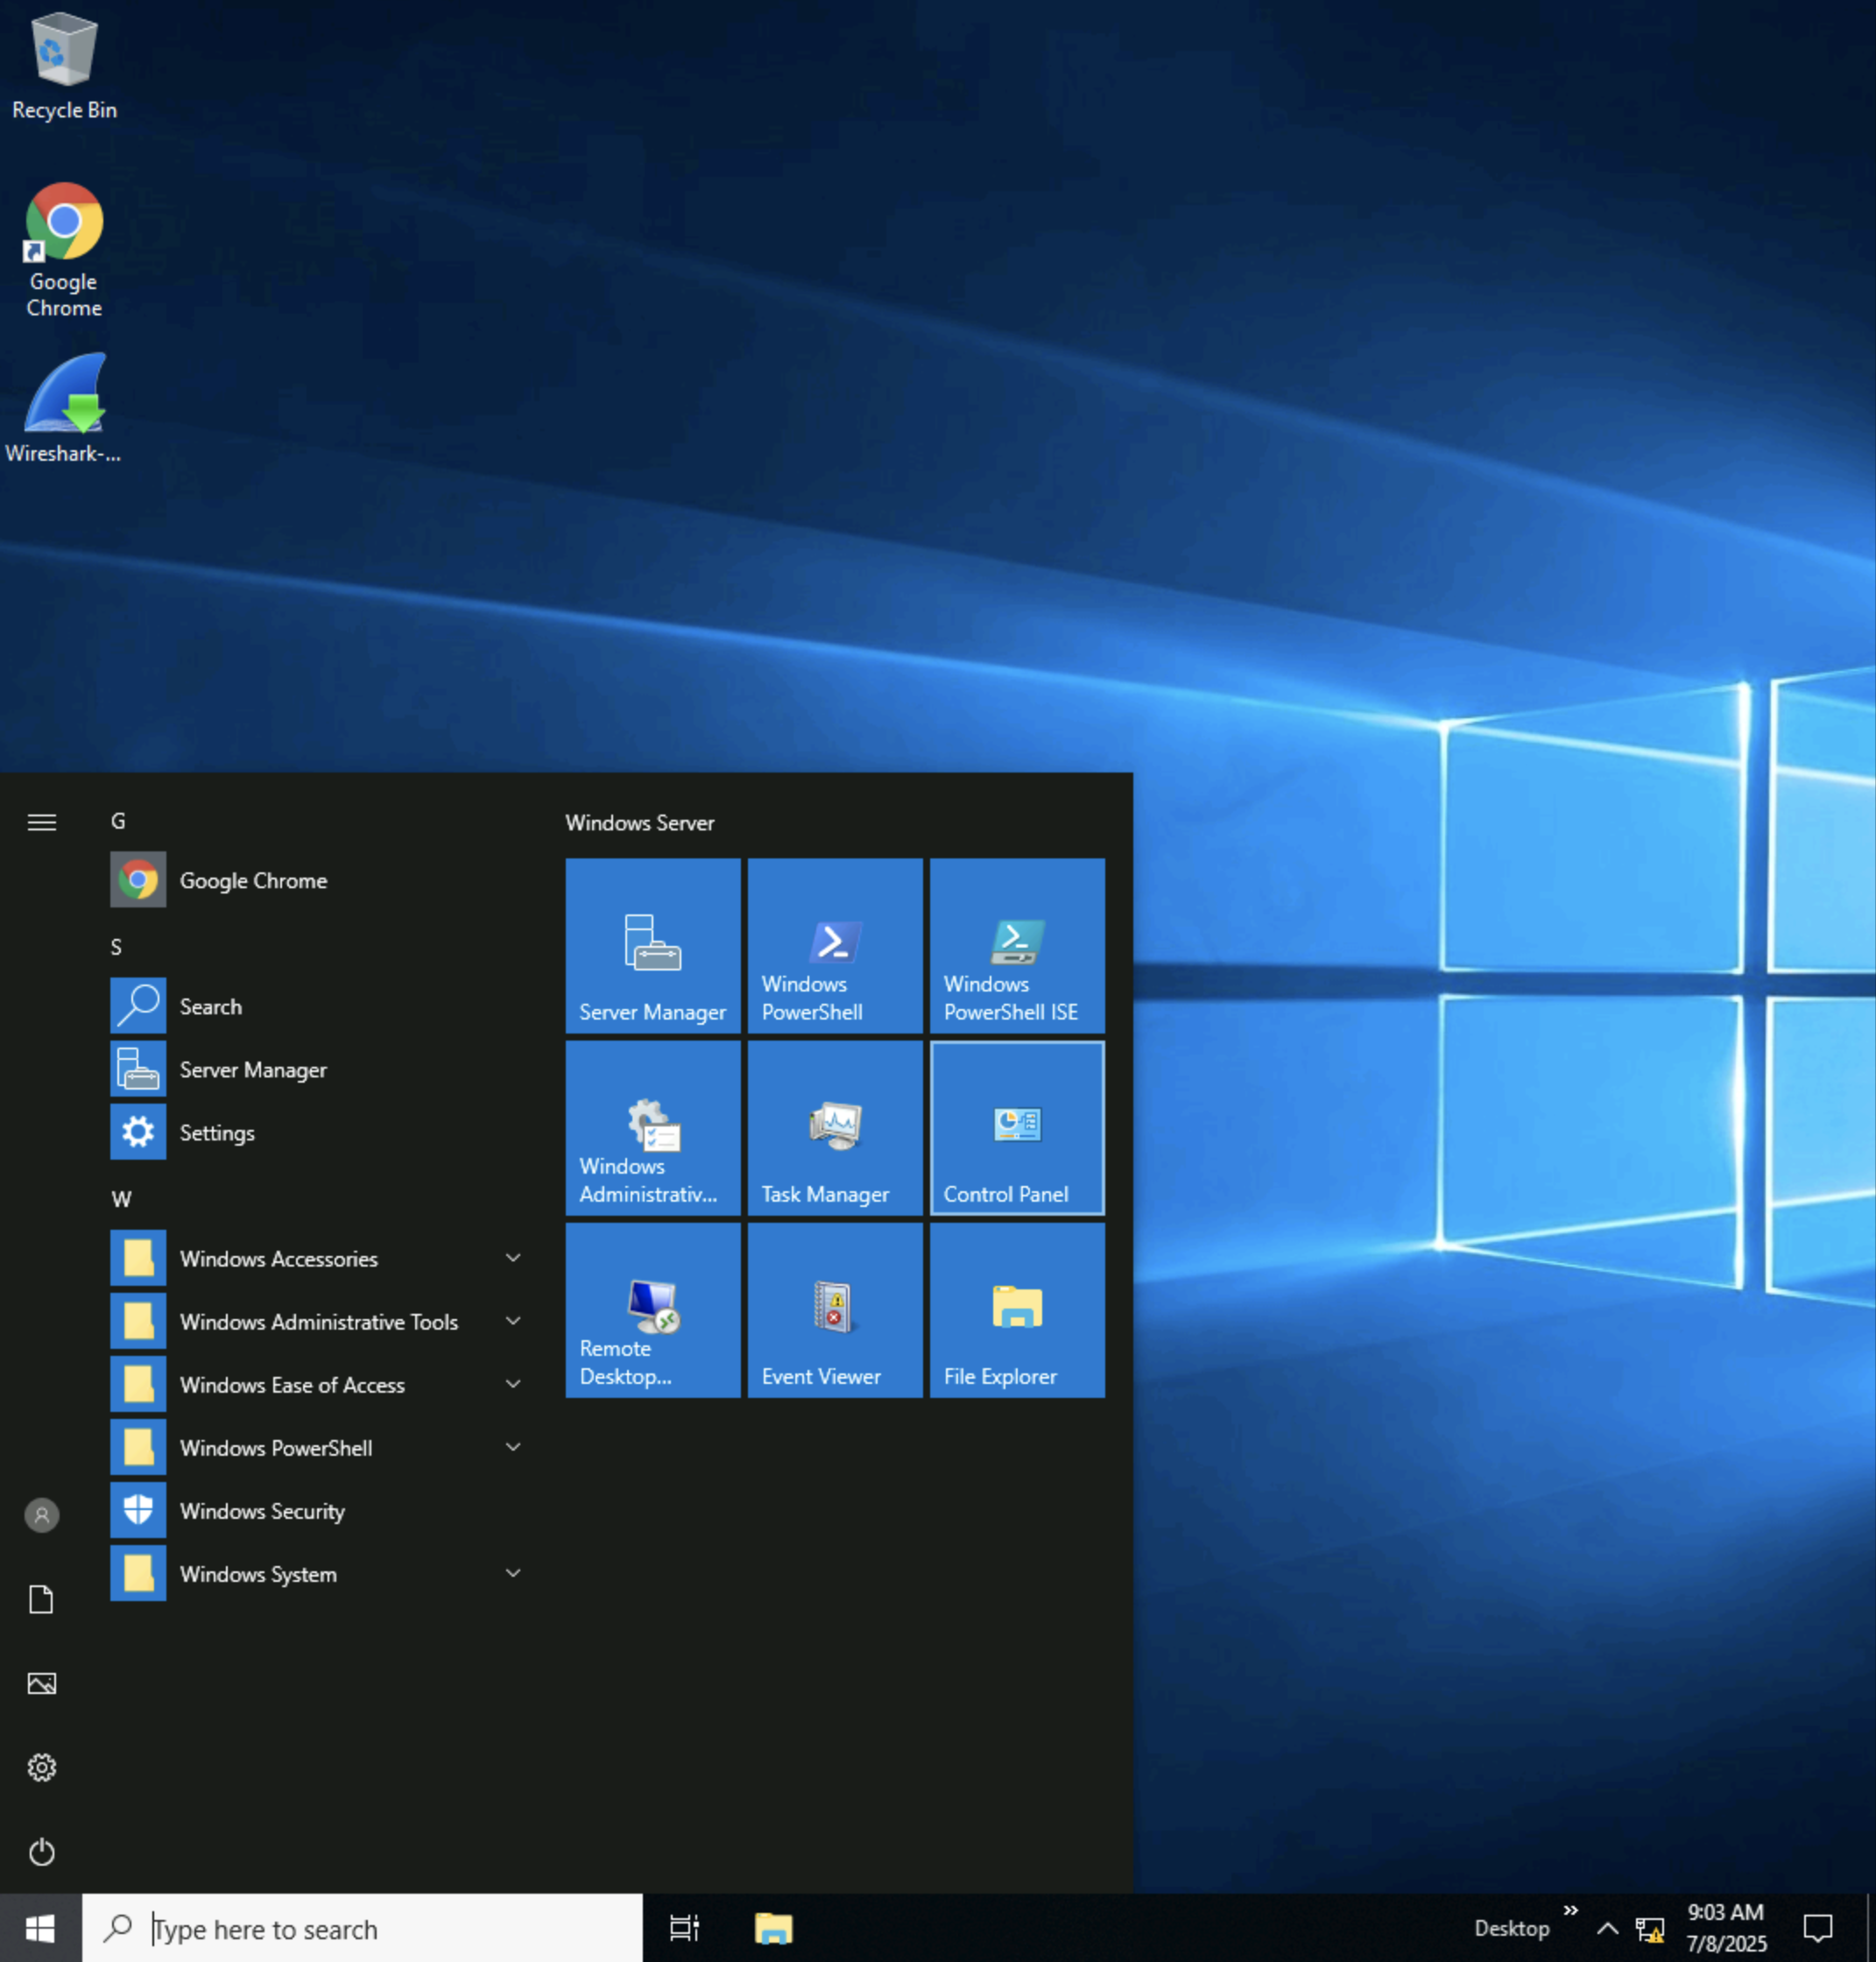 Recycle Bin
Google
Chrome
Wireshark-...
G
Google Chrome
S
Search
Server Manager
Settings
W
Windows Accessories
Windows Administrative Tools
Windows Ease of Access
Windows PowerShell
Windows Security
Windows System
Windows Server
Server Manager
Windows
PowerShell
Windows
PowerShell ISE
Windows
Administrativ...
Task Manager
Control Panel
Remote
Desktop...
Event Viewer
File Explorer
Type here to search
Desktop
9:03 AM
7/8/2025